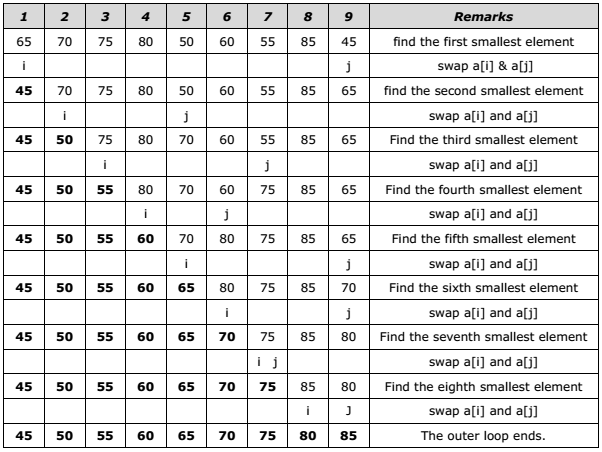 1 2 3 4 5 6 7 8 9 Remarks
65 70 75 80 50 60 55 85 45 find the first smallest element
i j swap a[i] & a[j]
45 70 75 80 50 60 55 85 65 find the second smallest element
i j swap a[i] and a[j]
45 50 75 80 70 60 55 85 65 Find the third smallest element
i j swap a[i] and a[j]
45 50 55 80 70 60 75 85 65 Find the fourth smallest element
i j swap a[i] and a[j]
45 50 55 60 70 80 75 85 65 Find the fifth smallest element
i j swap a[i] and a[j]
45 50 55 60 65 80 75 85 70 Find the sixth smallest element
i j swap a[i] and a[j]
45 50 55 60 65 70 75 85 80 Find the seventh smallest element
i j swap a[i] and a[j]
45 50 55 60 65 70 75 85 80 Find the eighth smallest element
i J swap a[i] and a[j]
45 50 55 60 65 70 75 80 85 The outer loop ends.